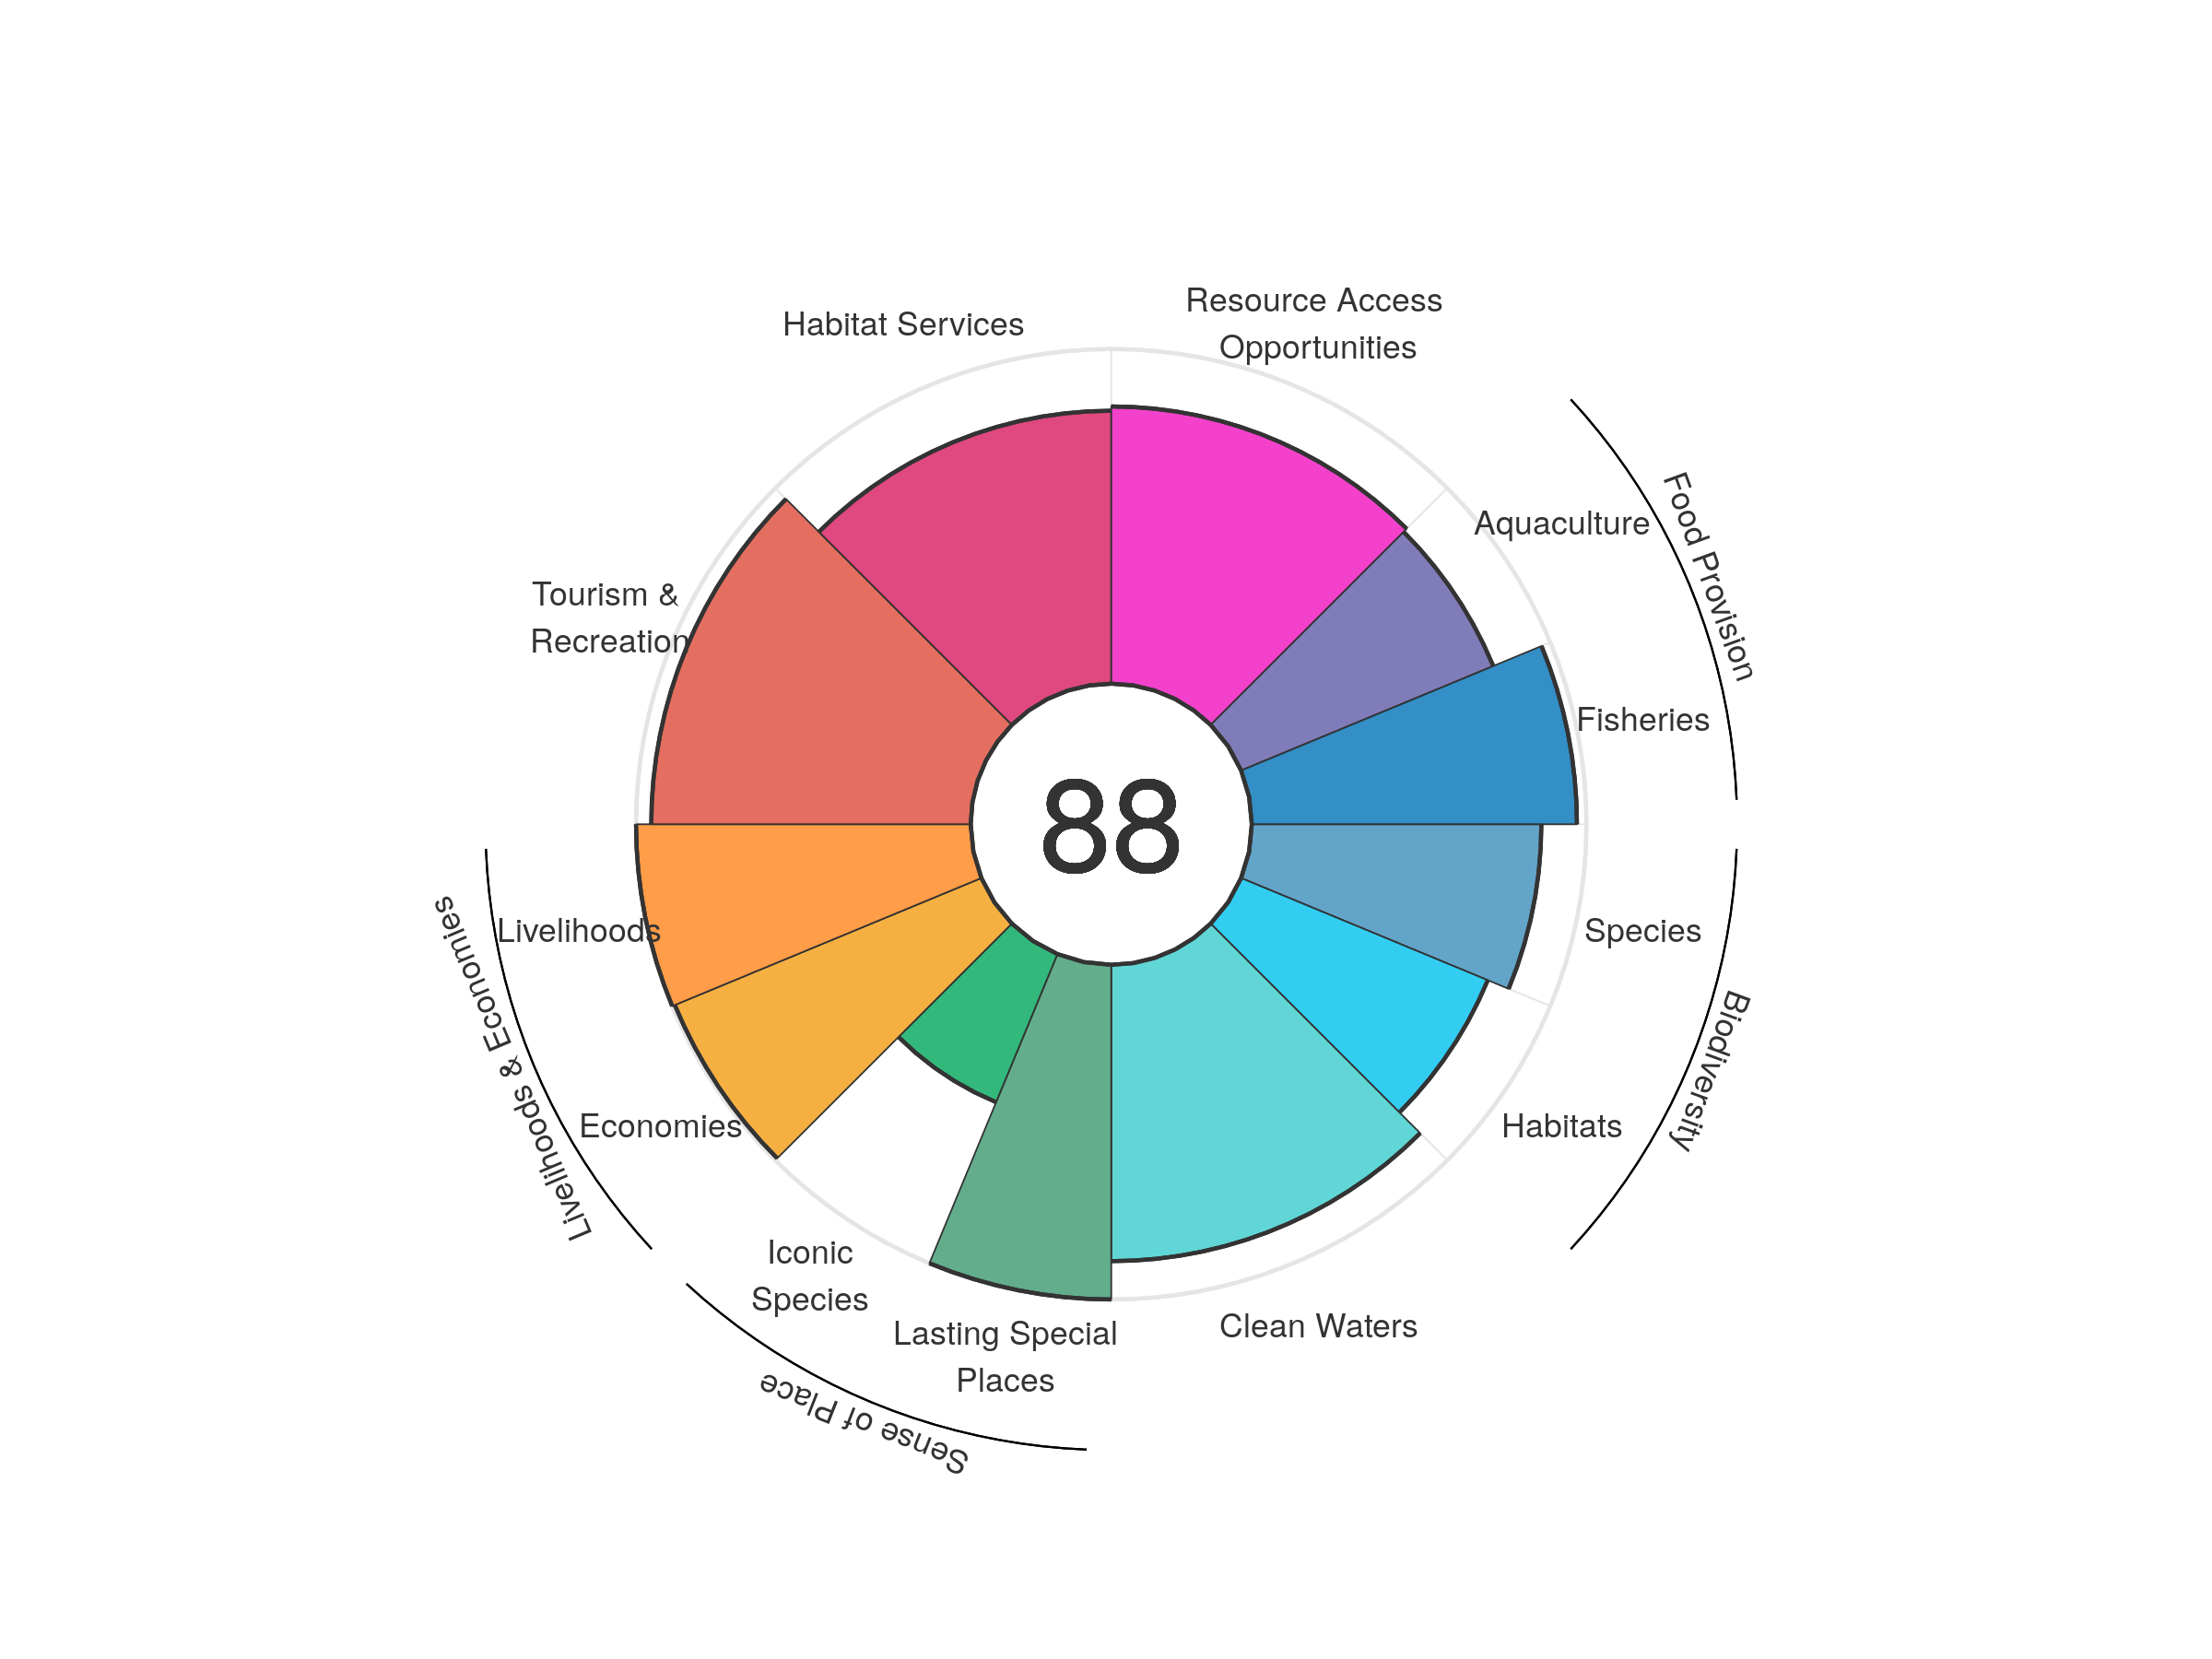 Resource Access
Opportunities
Habitat Services
Aquaculture
Food Provision
Tourism &
Recreation
Fisheries
88
Livelihoods
Species
Livelihoods & Economies
Biodiversity
Economies
Habitats
Iconic
Species
Lasting Special
Places
Clean Waters
Sense of Place